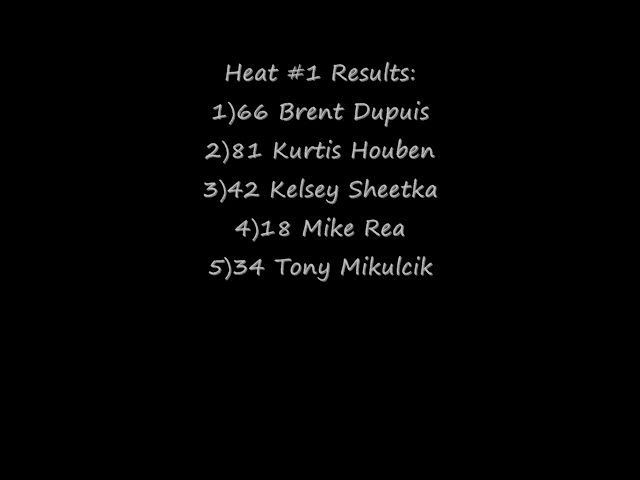 Heat #1 Results:
1)66 Brent Dupuis
2)81 Kurtis Houben
3)42 Kelsey Sheetka
4)18 Mike Rea
5)34 Tony Mikulcik